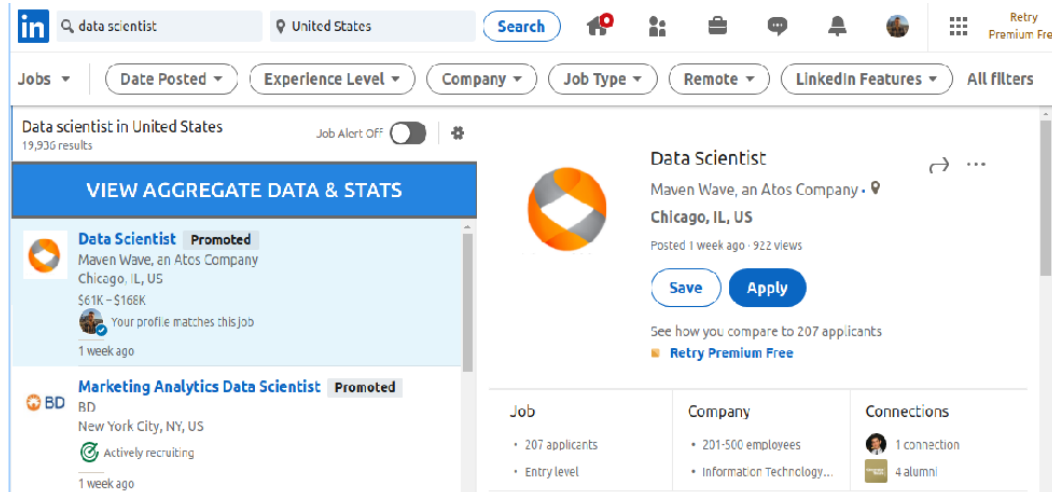 in
data scientist
United States
Search
Retry
Premium Fre
Jobs
Date Posted
Experience Level
Company
Job Type
Remote
LinkedIn Features
All filters
Data scientist in United States
19,936 results
Job Alert Off
VIEW AGGREGATE DATA & STATS
Data Scientist Promoted
Maven Wave, an Atos Company
Chicago, IL, US
$61K – $168K
Your profile matches this job
1 week ago
BD
Marketing Analytics Data Scientist Promoted
BD
New York City, NY, US
Actively recruiting
1 week ago
Data Scientist
Maven Wave, an Atos Company •
Chicago, IL, US
Posted 1 week ago · 922 views
Save
Apply
See how you compare to 207 applicants
Retry Premium Free
Job
• 207 applicants
• Entry level
Company
• 201-500 employees
• Information Technology...
Connections
1 connection
4 alumni